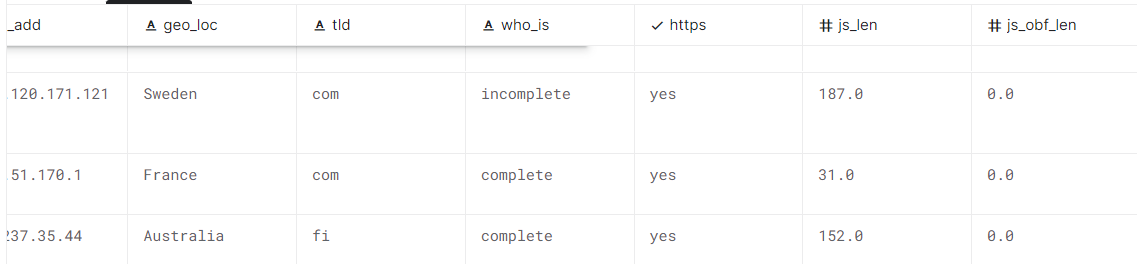 _add geo_loc tld who_is https js_len js_obf_len
.120.171.121 Sweden com incomplete yes 187.0 0.0
.51.170.1 France com complete yes 31.0 0.0
237.35.44 Australia fi complete yes 152.0 0.0